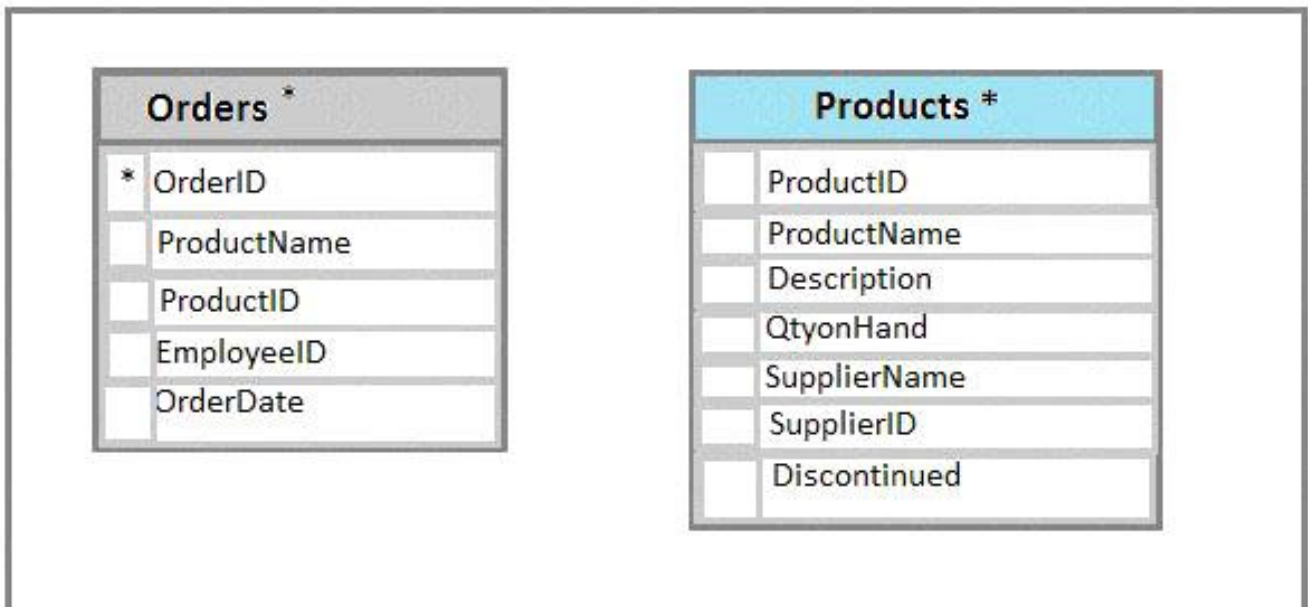 Orders *
* OrderID
ProductName
ProductID
EmployeeID
OrderDate
Products *
ProductID
ProductName
Description
QtyonHand
SupplierName
SupplierID
Discontinued